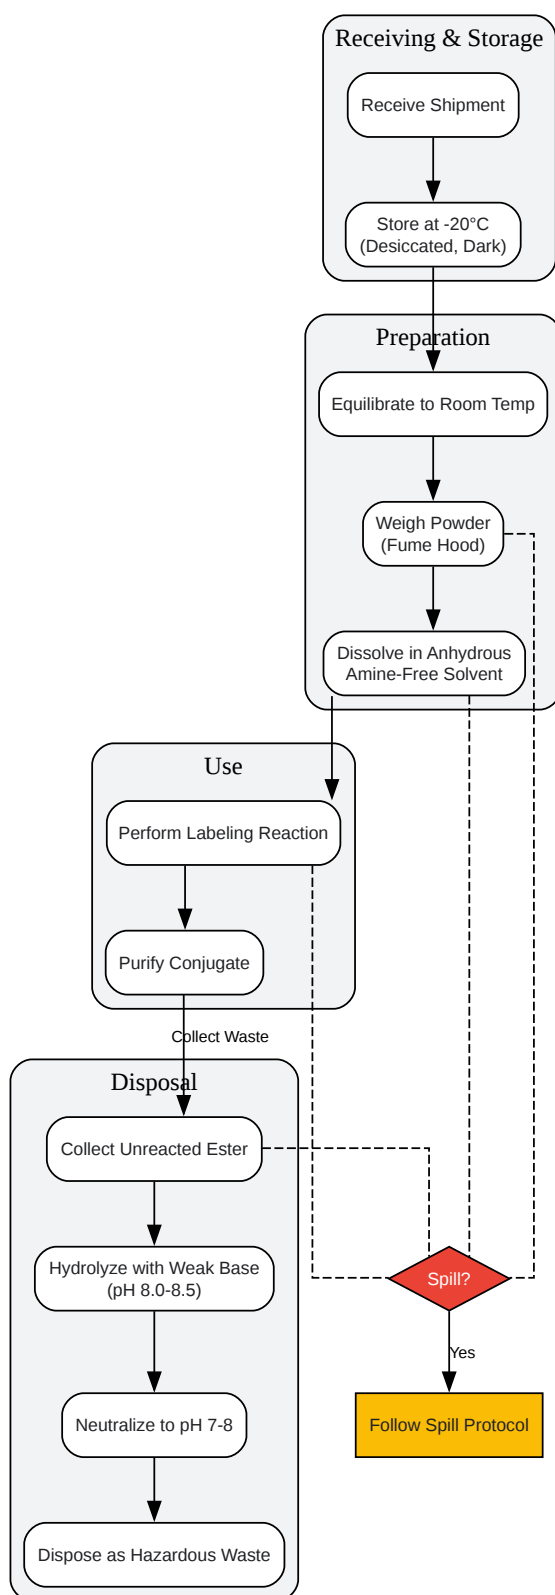 Receiving & Storage
Receive Shipment
Store at -20°C
(Desiccated, Dark)
Preparation
Equilibrate to Room Temp
Weigh Powder
(Fume Hood)
Dissolve in Anhydrous
Amine-Free Solvent
Use
Perform Labeling Reaction
Purify Conjugate
Collect Waste
Disposal
Collect Unreacted Ester
Hydrolyze with Weak Base
(pH 8.0-8.5)
Spill?
Yes
Neutralize to pH 7-8
Follow Spill Protocol
Dispose as Hazardous Waste